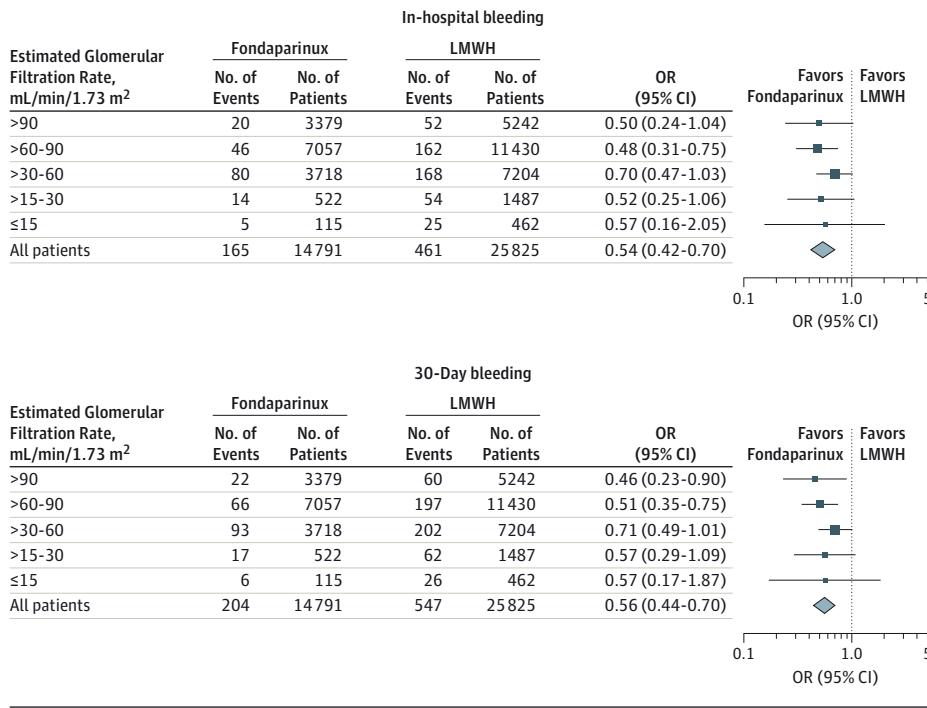 In-hospital bleeding
Estimated Glomerular Fondaparinux LMWH
Filtration Rate, No. of No. of No. of No. of OR Favors Favors
mL/min/1.73 m2 Events Patients Events Patients (95% CI) Fondaparinux LMWH
>90 20 3379 52 5242 0.50 (0.24-1.04)
>60-90 46 7057 162 11430 0.48 (0.31-0.75)
>30-60 80 3718 168 7204 0.70 (0.47-1.03)
>15-30 14 522 54 1487 0.52 (0.25-1.06)
≤15 5 115 25 462 0.57 (0.16-2.05)
All patients 165 14791 461 25825 0.54 (0.42-0.70)
0.1 1.0 5
OR (95% CI)
30-Day bleeding
Estimated Glomerular Fondaparinux LMWH
Filtration Rate, No. of No. of No. of No. of OR Favors Favors
mL/min/1.73 m2 Events Patients Events Patients (95% CI) Fondaparinux LMWH
>90 22 3379 60 5242 0.46 (0.23-0.90)
>60-90 66 7057 197 11430 0.51 (0.35-0.75)
>30-60 93 3718 202 7204 0.71 (0.49-1.01)
>15-30 17 522 62 1487 0.57 (0.29-1.09)
≤15 6 115 26 462 0.57 (0.17-1.87)
All patients 204 14791 547 25825 0.56 (0.44-0.70)
0.1 1.0 5
OR (95% CI)